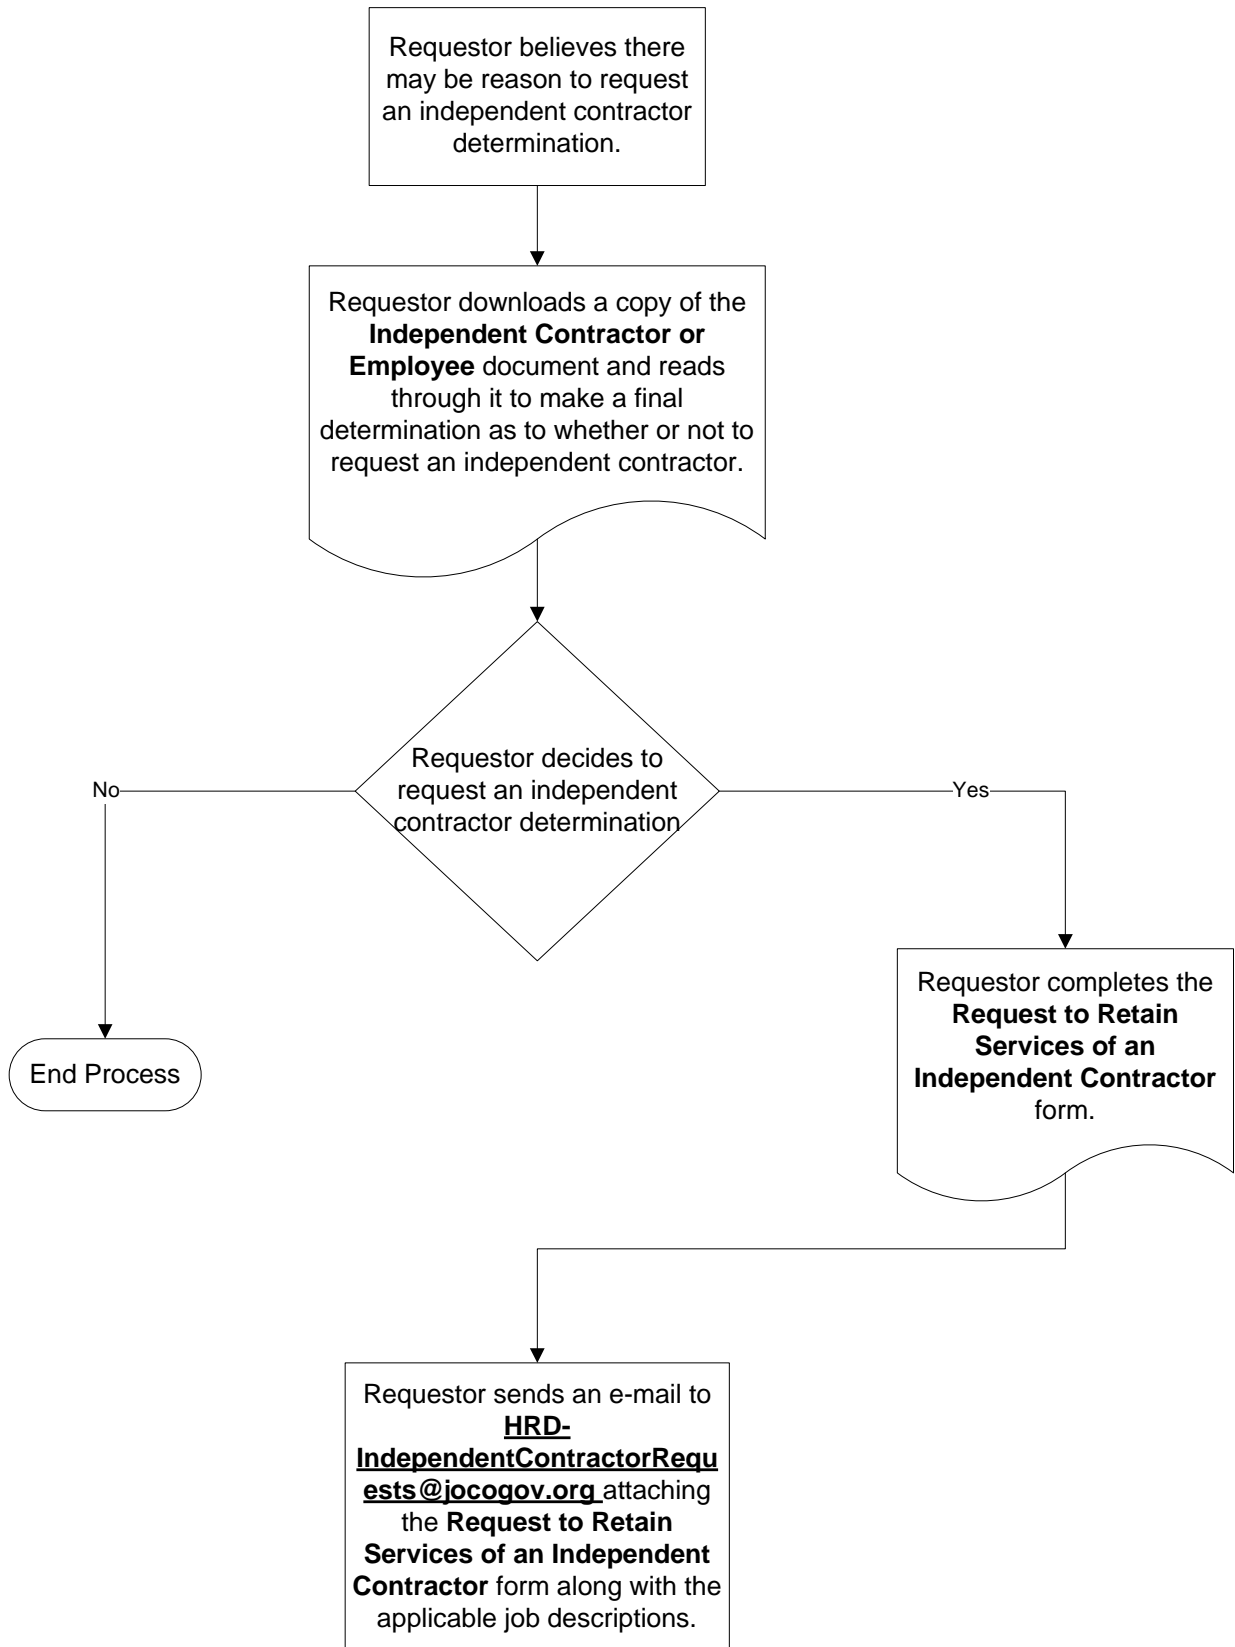 Requestor believes there
may be reason to request
an independent contractor
determination.
Requestor downloads a copy of the
Independent Contractor or
Employee document and reads
through it to make a final
determination as to whether or not to
request an independent contractor.
Requestor decides to
request an independent
contractor determination
No
Yes
End Process
Requestor completes the
Request to Retain
Services of an
Independent Contractor
form.
Requestor sends an e-mail to
HRD-
IndependentContractorRequ
ests@jocogov.org attaching
the Request to Retain
Services of an Independent
Contractor form along with the
applicable job descriptions.